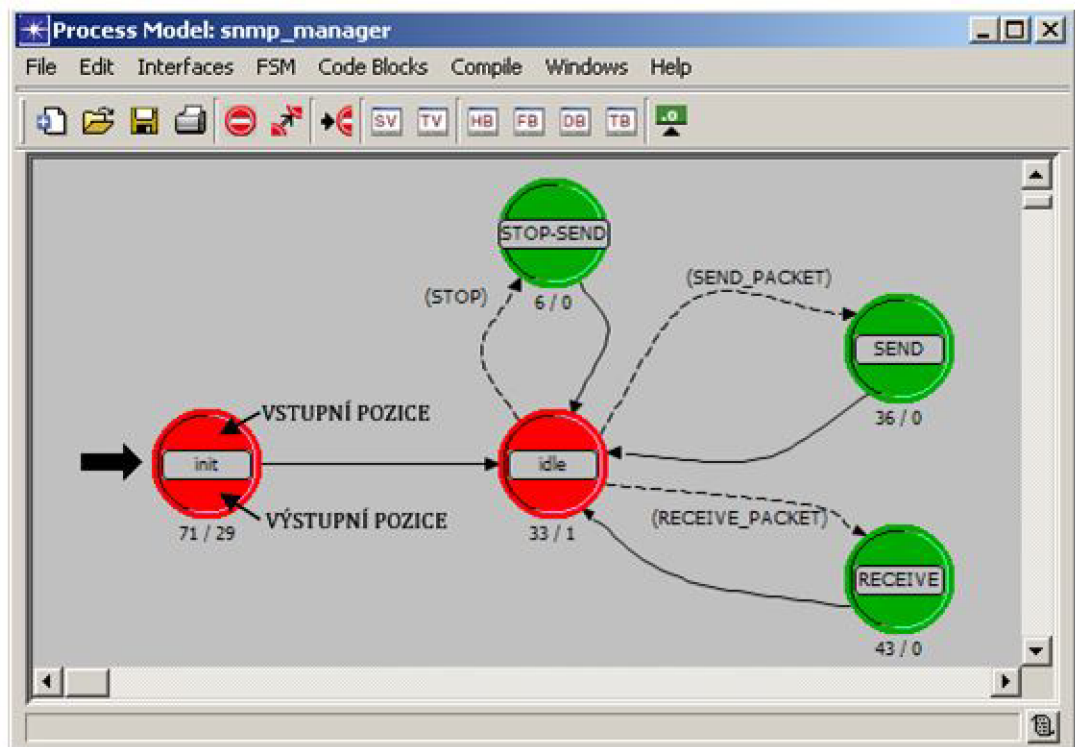 Process Model: snmp_manager
File Edit Interfaces FSM Code Blocks Compile Windows Help
SV TV HB FB DB TB .0
STOP-SEND
(STOP)
6 / 0
(SEND_PACKET)
SEND
36 / 0
VSTUPNÍ POZICE
init
idle
VÝSTUPNÍ POZICE
71 / 29
33 / 1
(RECEIVE_PACKET)
RECEIVE
43 / 0